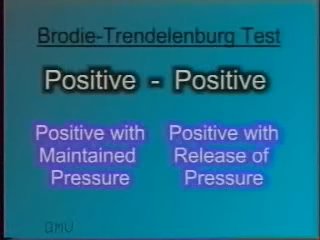 Brodie-Trendelenburg Test
Positive - Positive
Positive with Positive with
Maintained Release of
Pressure Pressure
GMV